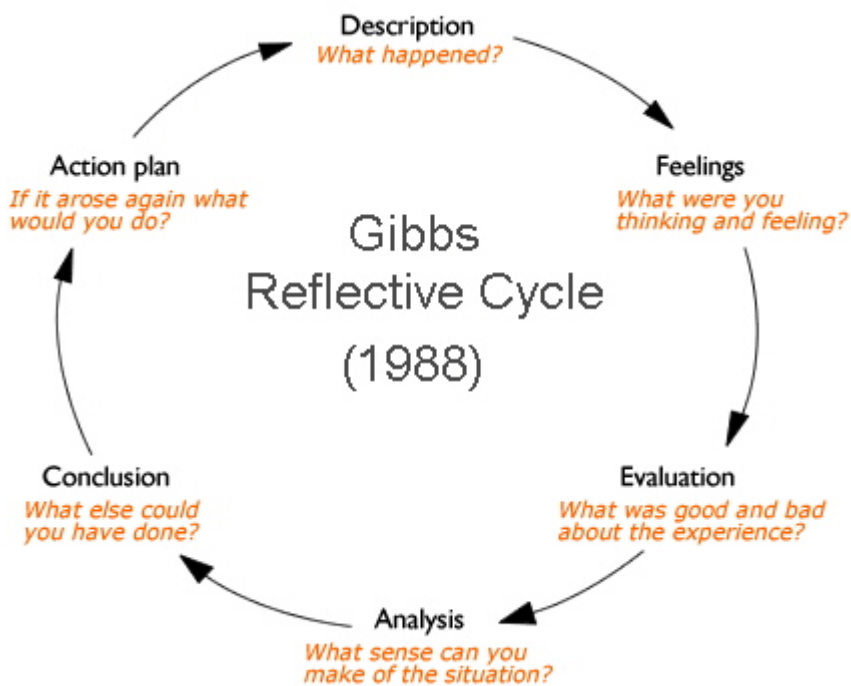 Description
What happened?
Feelings
What were you
thinking and feeling?
Evaluation
What was good and bad
about the experience?
Analysis
What sense can you
make of the situation?
Conclusion
What else could
you have done?
Action plan
If it arose again what
would you do?
Gibbs
Reflective Cycle
(1988)